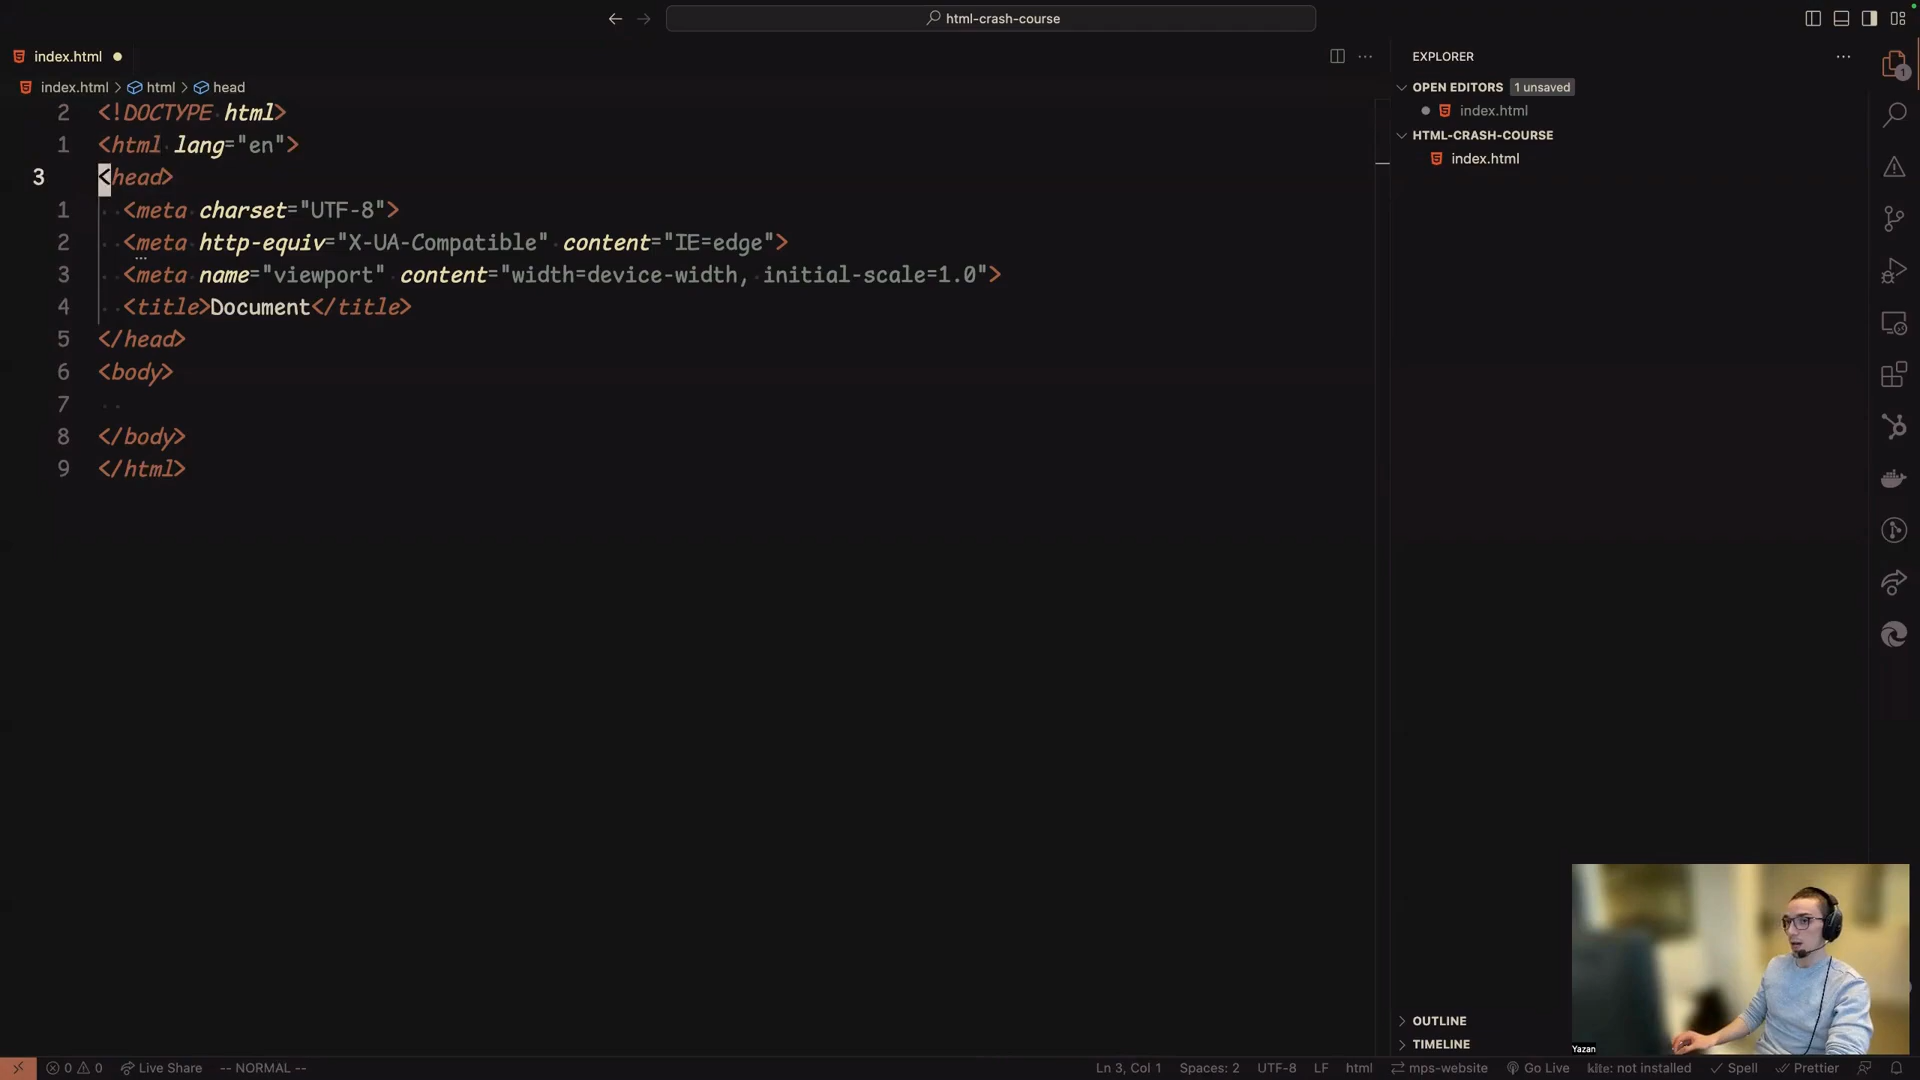 html-crash-course
index.html
index.html > html > head
2 <!DOCTYPE html>
1 <html lang="en">
3 <head>
1 <meta charset="UTF-8">
2 <meta http-equiv="X-UA-Compatible" content="IE=edge">
3 <meta name="viewport" content="width=device-width, initial-scale=1.0">
4 <title>Document</title>
5 </head>
6 <body>
7
8 </body>
9 </html>
EXPLORER
OPEN EDITORS 1 unsaved
index.html
HTML-CRASH-COURSE
index.html
1
OUTLINE
TIMELINE
Yazan
0 0 Live Share -- NORMAL -- Ln 3, Col 1 Spaces: 2 UTF-8 LF html mps-website Go Live kite: not installed Spell Prettier